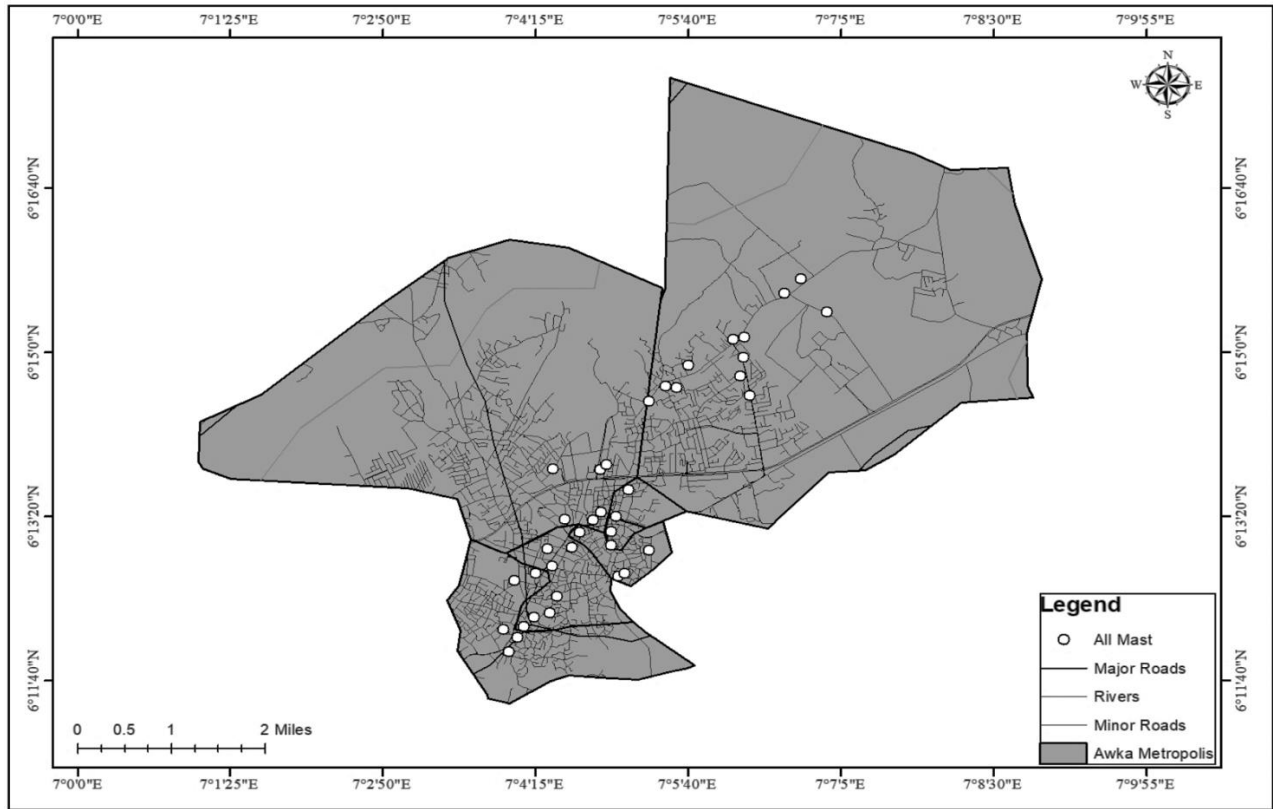 7°0'0"E 7°1'25"E 7°2'50"E 7°4'15"E 7°5'40"E 7°7'5"E 7°8'30"E 7°9'55"E
N
W E
S
6°16'40"N 6°16'40"N
6°15'0"N 6°15'0"N
6°13'20"N 6°13'20"N
6°11'40"N 6°11'40"N
Legend
All Mast
Major Roads
Rivers
Minor Roads
Awka Metropolis
0 0.5 1 2 Miles
7°0'0"E 7°1'25"E 7°2'50"E 7°4'15"E 7°5'40"E 7°7'5"E 7°8'30"E 7°9'55"E